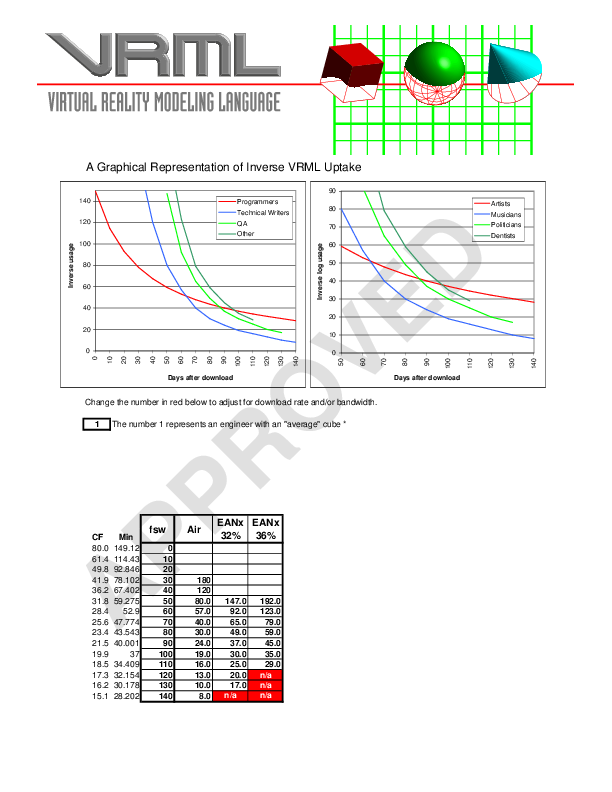 VRML
VIRTUAL REALITY MODELING LANGUAGE
A Graphical Representation of Inverse VRML Uptake
140
120
100
80
60
40
20
0
Inverse usage
0 10 20 30 40 50 60 70 80 90 100 110 120 130 140
Days after download
Programmers
Technical Writers
QA
Other
90
80
70
60
50
40
30
20
10
0
Inverse log usage
50 60 70 80 90 100 110 120 130 140
Days after download
Artists
Musicians
Politicians
Dentists
APPROVED
Change the number in red below to adjust for download rate and/or bandwidth.
1 The number 1 represents an engineer with an "average" cube *
CF Min fsw Air EANx 32% EANx 36%
80.0 149.12 0
61.4 114.43 10
49.8 92.846 20
41.9 78.102 30 180
36.2 67.402 40 120
31.8 59.275 50 80.0 147.0 192.0
28.4 52.9 60 57.0 92.0 123.0
25.6 47.774 70 40.0 65.0 79.0
23.4 43.543 80 30.0 49.0 59.0
21.5 40.001 90 24.0 37.0 45.0
19.9 37 100 19.0 30.0 35.0
18.5 34.409 110 16.0 25.0 29.0
17.3 32.154 120 13.0 20.0 n/a
16.2 30.178 130 10.0 17.0 n/a
15.1 28.202 140 8.0 n/a n/a